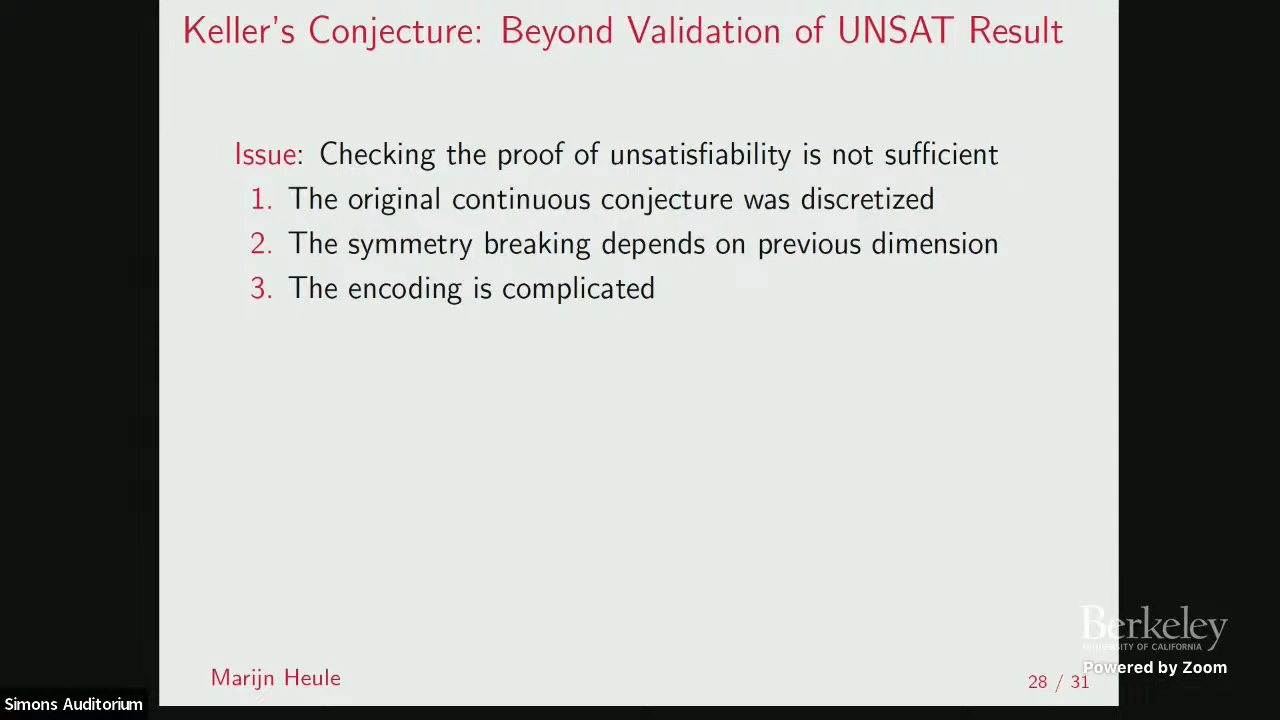 Keller's Conjecture: Beyond Validation of UNSAT Result
Issue: Checking the proof of unsatisfiability is not sufficient
1. The original continuous conjecture was discretized
2. The symmetry breaking depends on previous dimension
3. The encoding is complicated
Berkeley
UNIVERSITY OF CALIFORNIA
Powered by Zoom
Marijn Heule
28 / 31
Simons Auditorium